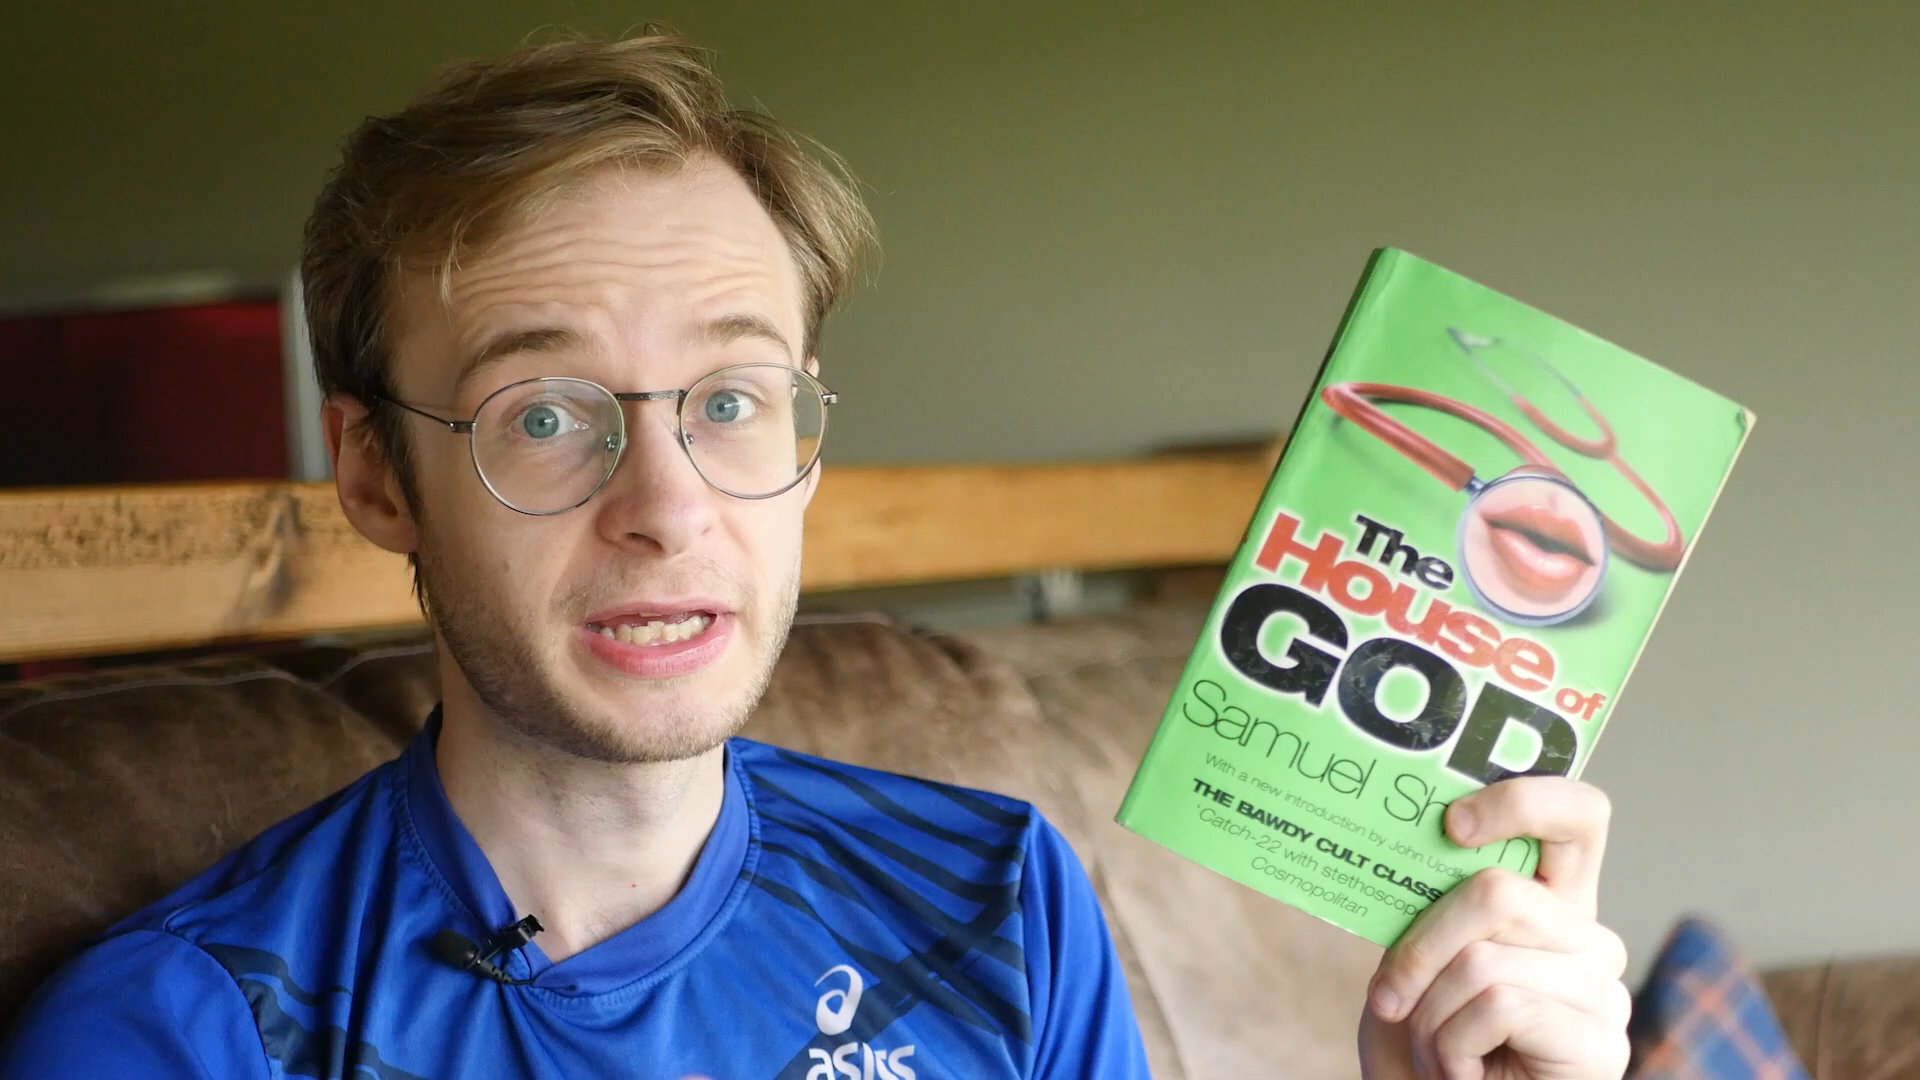 The
House of
GOD
Samuel Sh
With a new introduction by John Updike
THE BAWDY CULT CLASS
'Catch-22 with stethoscop
Cosmopolitan
asics